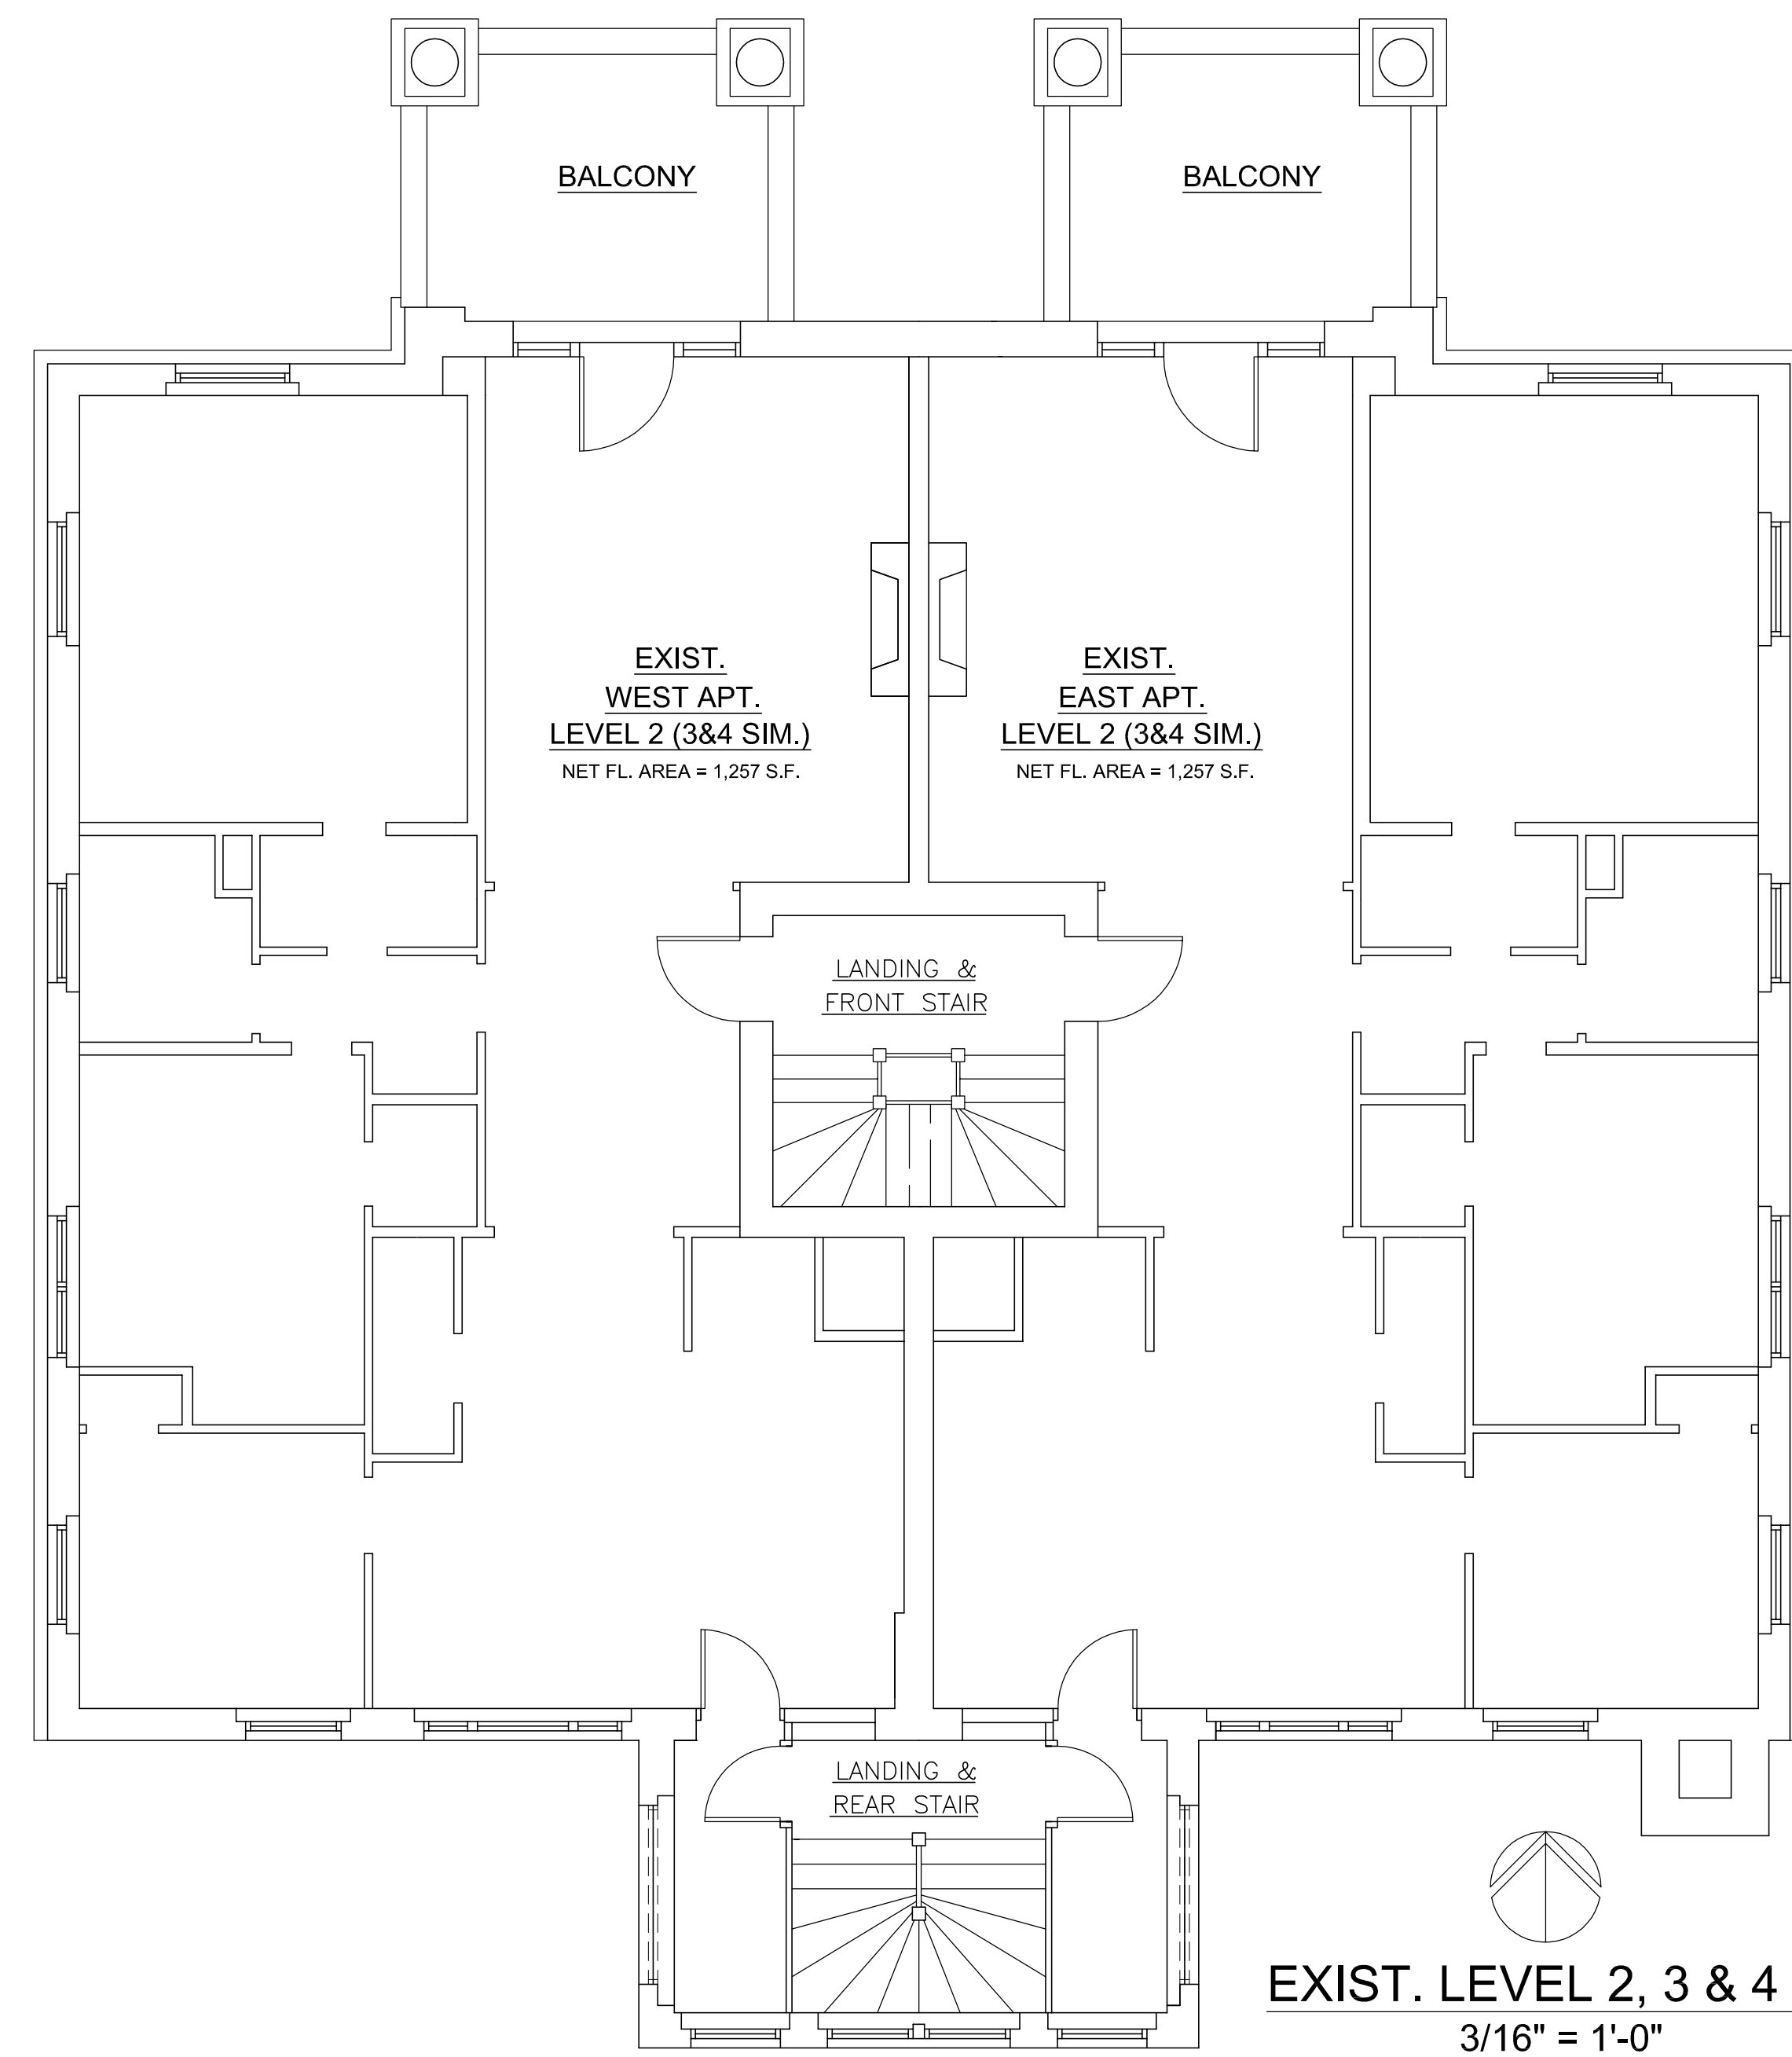 BALCONY
BALCONY
EXIST.
WEST APT.
LEVEL 2 (3&4 SIM.)
NET FL. AREA = 1,257 S.F.
EXIST.
EAST APT.
LEVEL 2 (3&4 SIM.)
NET FL. AREA = 1,257 S.F.
LANDING &
FRONT STAIR
LANDING &
REAR STAIR
EXIST. LEVEL 2, 3 & 4
3/16" = 1'-0"